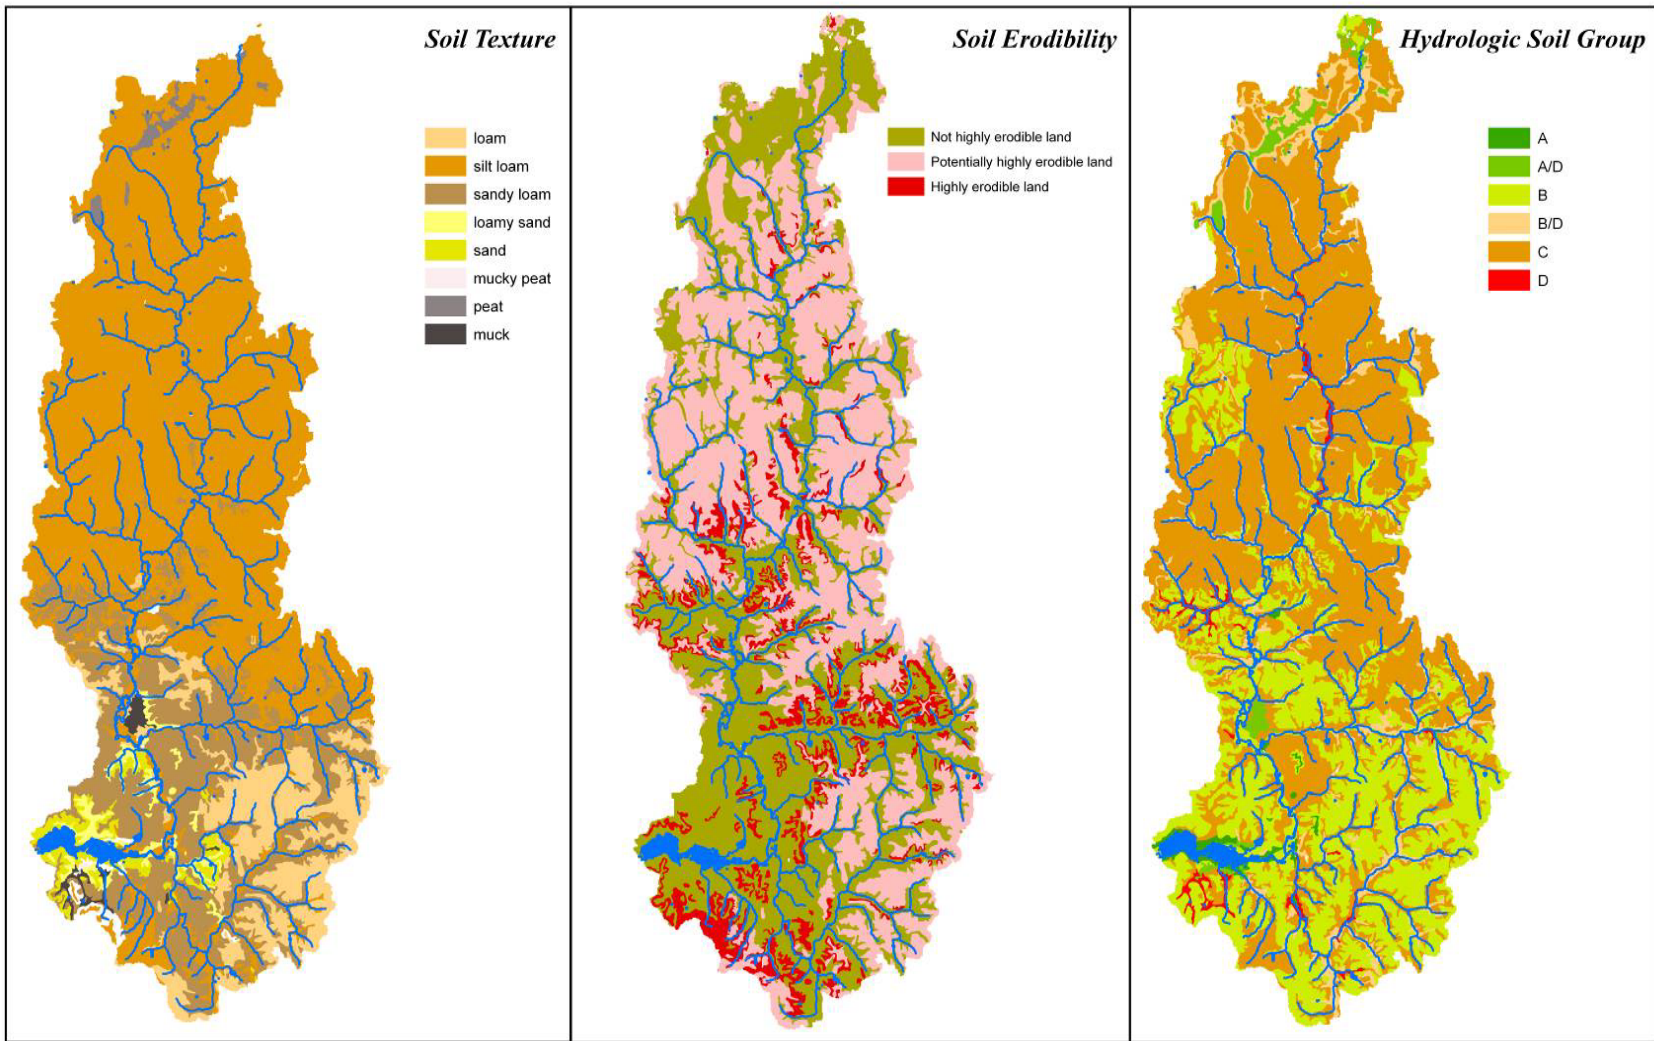 Soil Texture
loam
silt loam
sandy loam
loamy sand
sand
mucky peat
peat
muck
Soil Erodibility
Not highly erodible land
Potentially highly erodible land
Highly erodible land
Hydrologic Soil Group
A
A/D
B
B/D
C
D